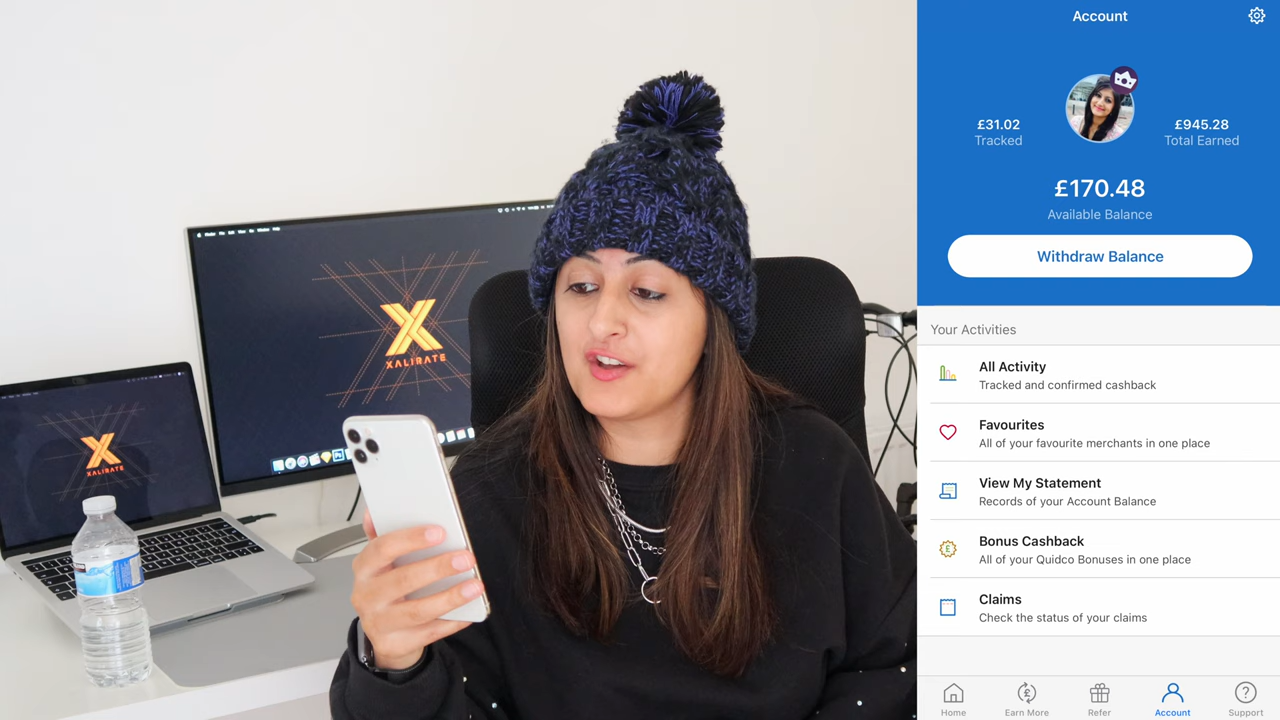 XALIRATE
XALIRATE
Account
£31.02
Tracked
£945.28
Total Earned
£170.48
Available Balance
Withdraw Balance
Your Activities
All Activity
Tracked and confirmed cashback
Favourites
All of your favourite merchants in one place
View My Statement
Records of your Account Balance
Bonus Cashback
All of your Quidco Bonuses in one place
Claims
Check the status of your claims
Home
Earn More
Refer
Account
Support